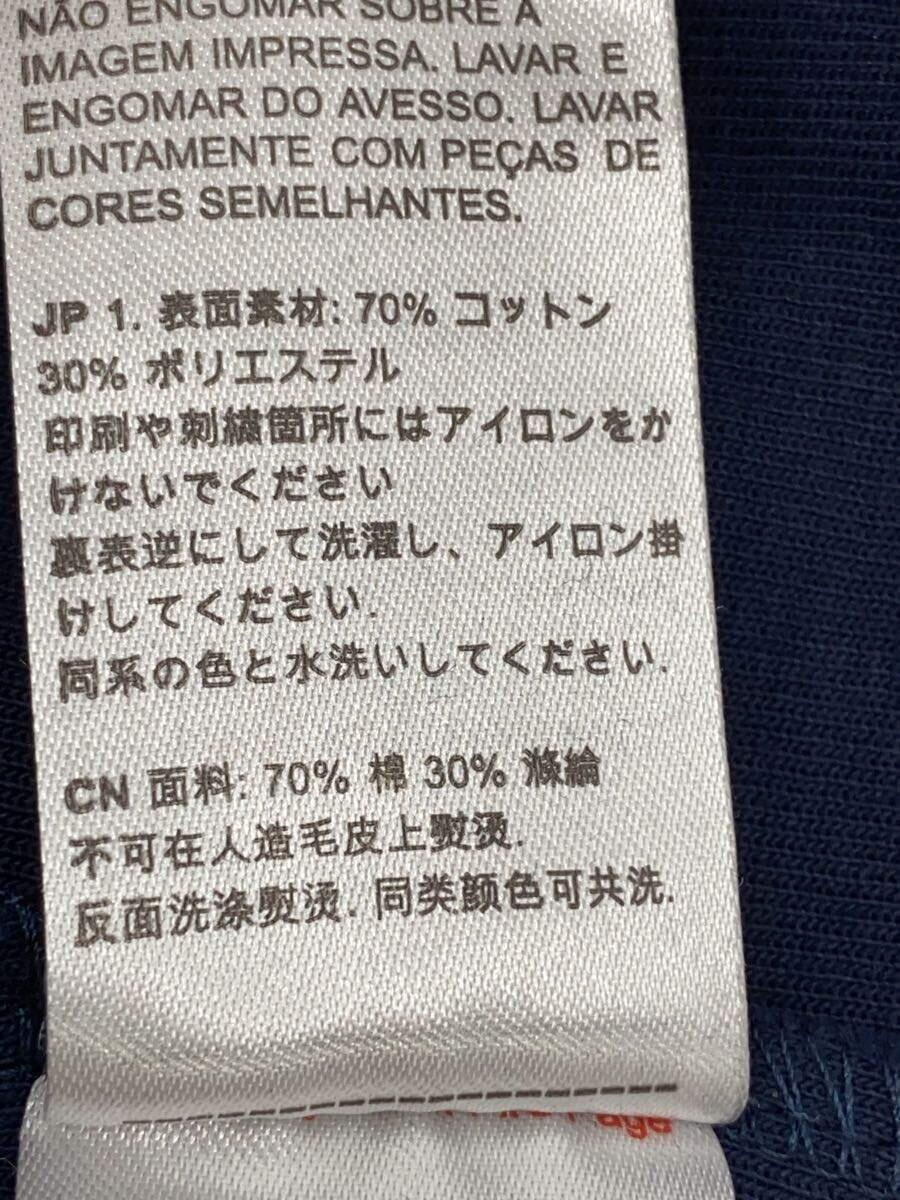 NÃO ENGOMAR SOBRE A
IMAGEM IMPRESSA. LAVAR E
ENGOMAR DO AVESSO. LAVAR
JUNTAMENTE COM PEÇAS DE
CORES SEMELHANTES.
JP 1. 表面素材: 70% コットン
30% ポリエステル
印刷や刺繍箇所にはアイロンをか
けないでください
裏表逆にして洗濯し、アイロン掛
けしてください.
同系の色と水洗いしてください.
CN 面料: 70% 棉 30% 滌綸
不可在人造毛皮上熨烫.
反面洗涤熨烫. 同类颜色可共洗.